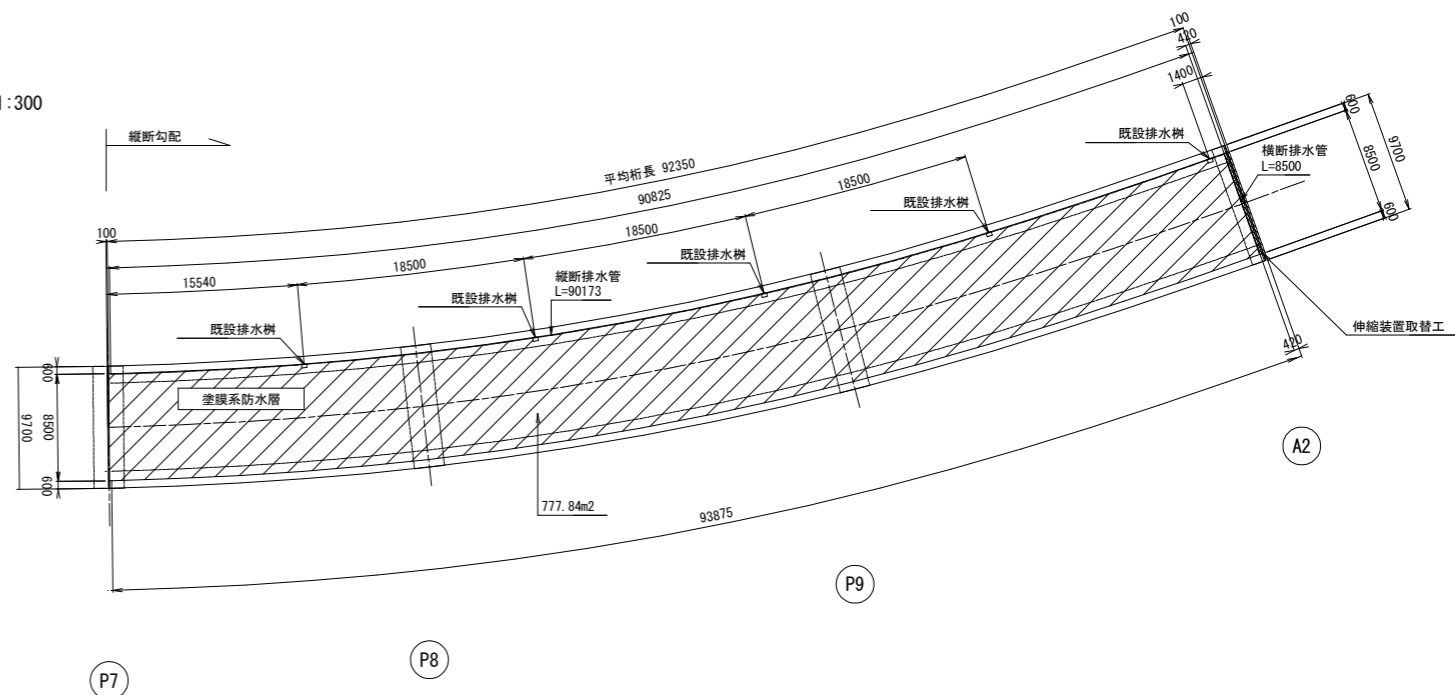 1:300
縦断勾配
100
420
1400
平均桁長 92350
90825
18500
18500
18500
15540
100
既設排水桝
既設排水桝
既設排水桝
既設排水桝
既設排水桝
縦断排水管
L=90173
横断排水管
L=8500
600
8500
9700
600
伸縮装置取替工
420
600
8500
9700
600
塗膜系防水層
777.84m2
93875
A2
P9
P8
P7